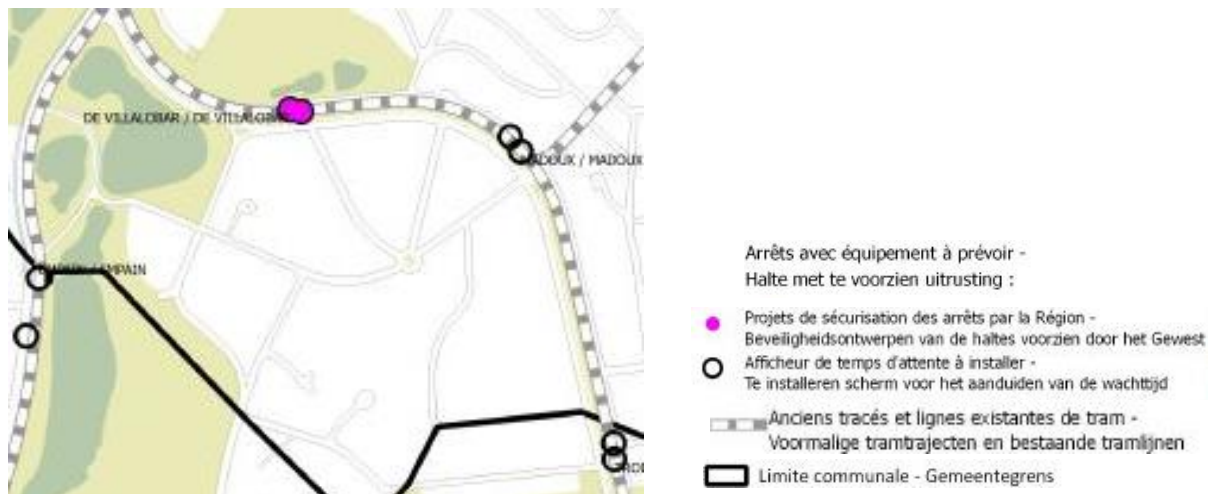 DE VILLALOBAR / DE VILLALOBAR
MADOUX / MADOUX
EMPAIN / EMPAIN
Arrêts avec équipement à prévoir -
Halte met te voorzien uitrusting :
Projets de sécurisation des arrêts par la Région -
Beveiligheidsontwerpen van de haltes voorzien door het Gewest
Afficheur de temps d'attente à installer -
Te installeren scherm voor het aanduiden van de wachttijd
Anciens tracés et lignes existantes de tram -
Voormalige tramtrajecten en bestaande tramlijnen
Limite communale - Gemeentegrens